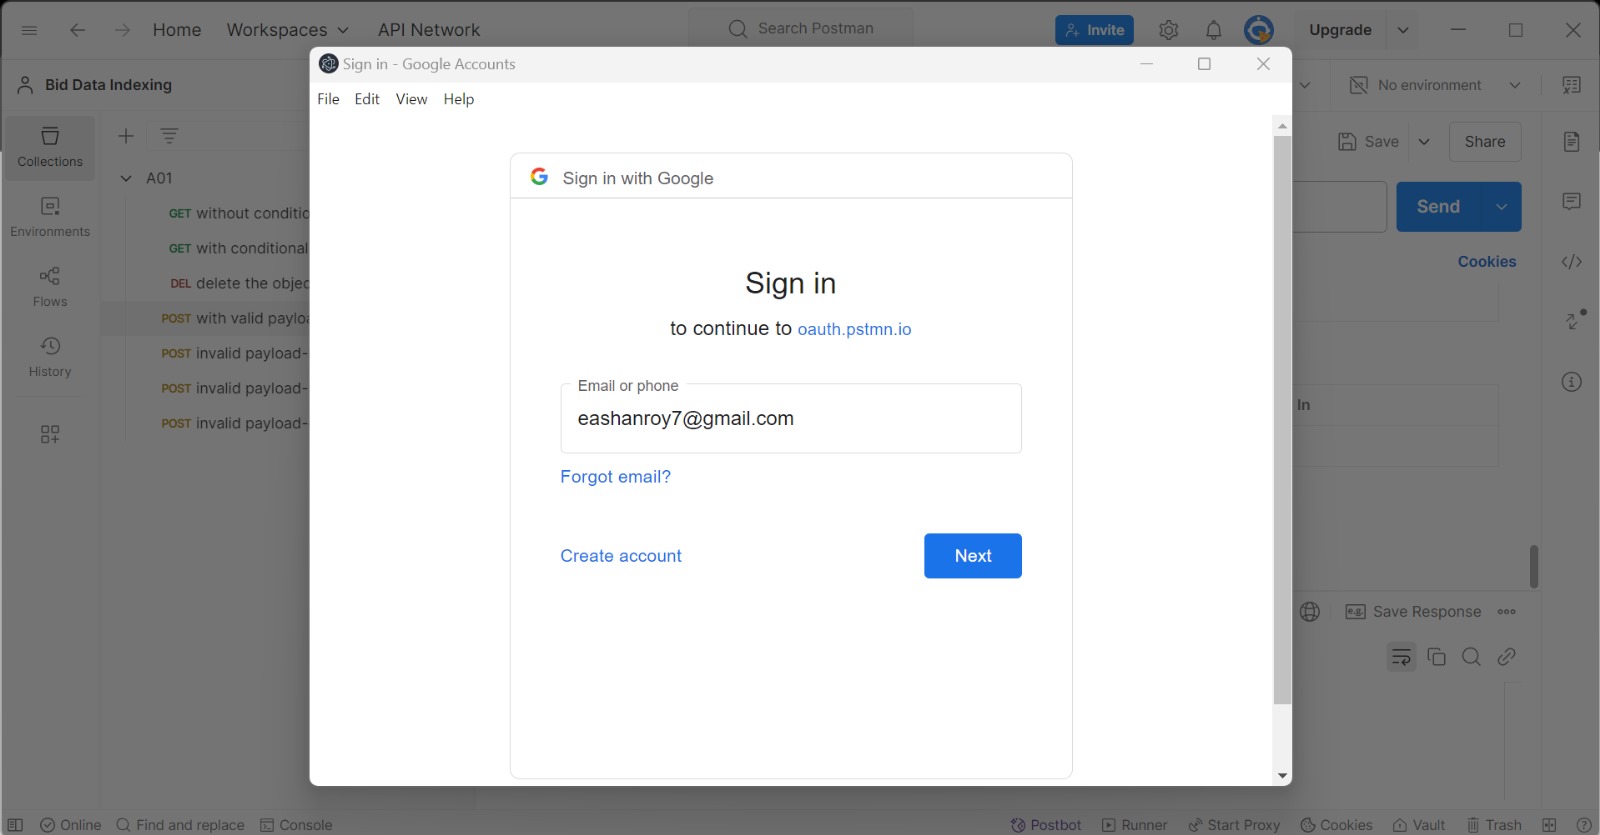 Home Workspaces API Network Search Postman Invite Upgrade
Sign in - Google Accounts
Bid Data Indexing No environment
File Edit View Help
Collections
Save Share
A01
Sign in with Google
GET without conditio
Send
Environments
GET with conditional
Cookies
DEL delete the objec
Sign in
Flows
POST with valid paylo
to continue to oauth.pstmn.io
POST invalid payload-
History
Email or phone
POST invalid payload-
In
eashanroy7@gmail.com
POST invalid payload-
Forgot email?
Create account Next
e.g. Save Response
Online Find and replace Console Postbot Runner Start Proxy Cookies Vault Trash